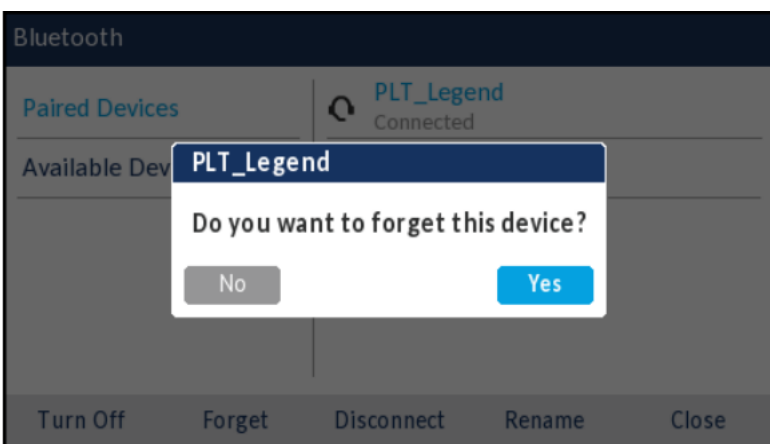 Bluetooth
Paired Devices
PLT_Legend
Connected
Available Dev
PLT_Legend
Do you want to forget this device?
No Yes
Turn Off Forget Disconnect Rename Close